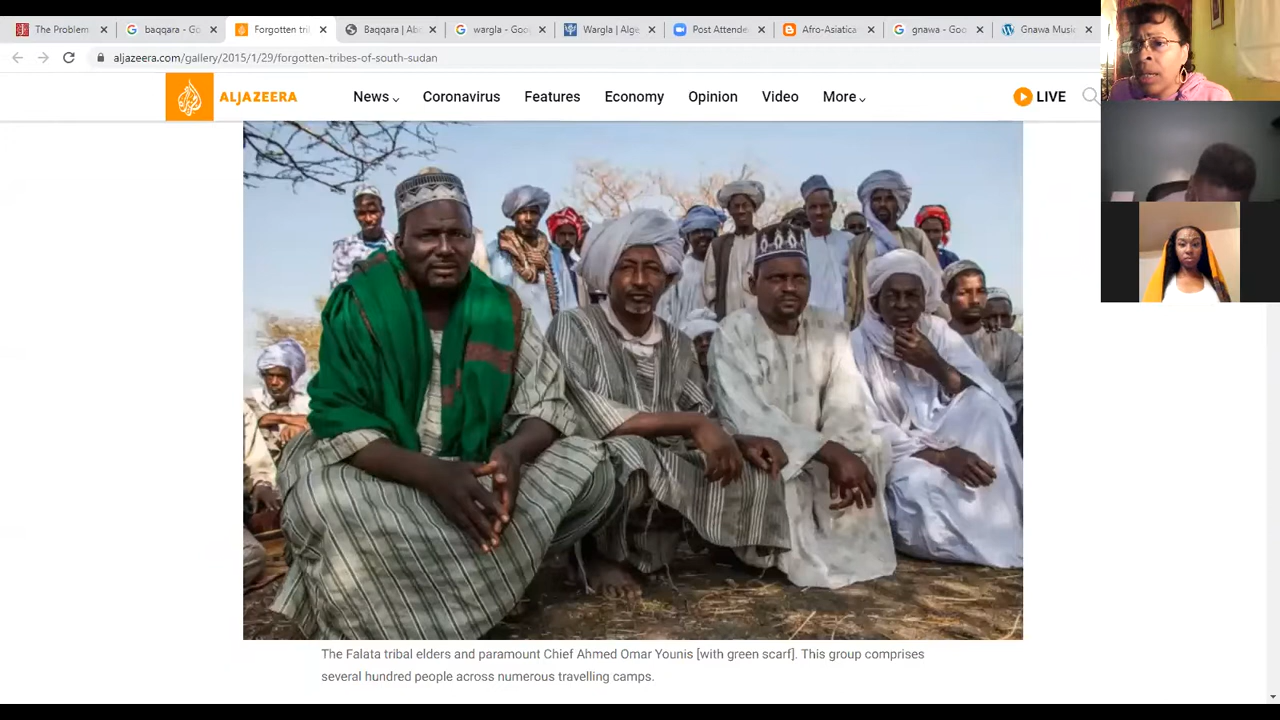 The Problem
baqqara - Go
Forgotten tri
Baqqara | Ab
wargla - Goo
Wargla | Alge
Post Attende
Afro-Asiatica
gnawa - Goo
Gnawa Music
aljazeera.com/gallery/2015/1/29/forgotten-tribes-of-south-sudan
ALJAZEERA
News
Coronavirus
Features
Economy
Opinion
Video
More
LIVE
The Falata tribal elders and paramount Chief Ahmed Omar Younis [with green scarf]. This group comprises
several hundred people across numerous travelling camps.